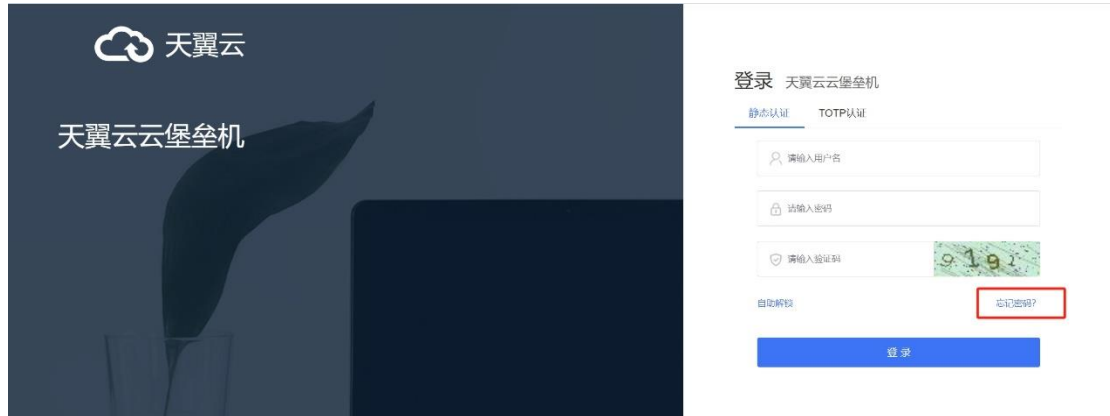 天翼云
天翼云云堡垒机
登录 天翼云云堡垒机
静态认证 TOTP认证
请输入用户名
请输入密码
请输入验证码 9191
自助解锁 忘记密码?
登 录